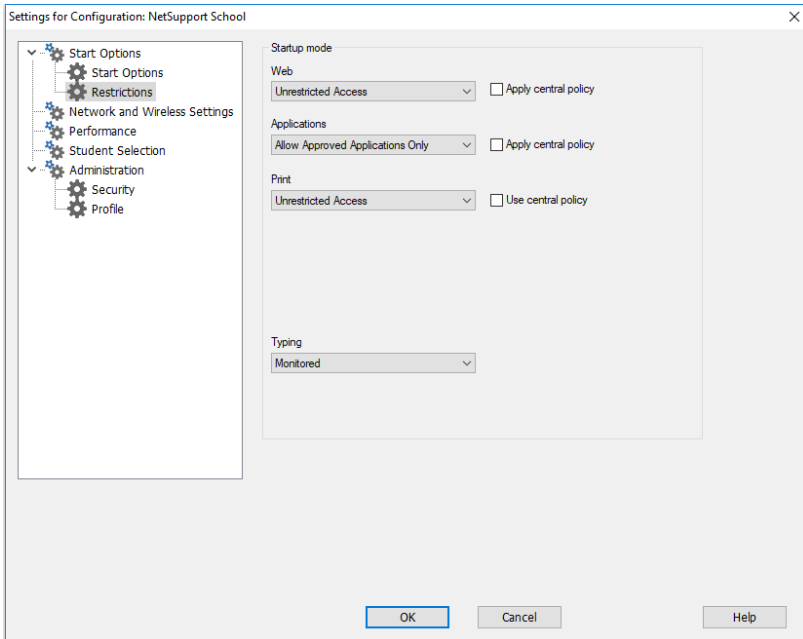 Settings for Configuration: NetSupport School
Start Options
Start Options
Restrictions
Network and Wireless Settings
Performance
Student Selection
Administration
Security
Profile
Startup mode
Web
Unrestricted Access
Apply central policy
Applications
Allow Approved Applications Only
Apply central policy
Print
Unrestricted Access
Use central policy
Typing
Monitored
OK
Cancel
Help